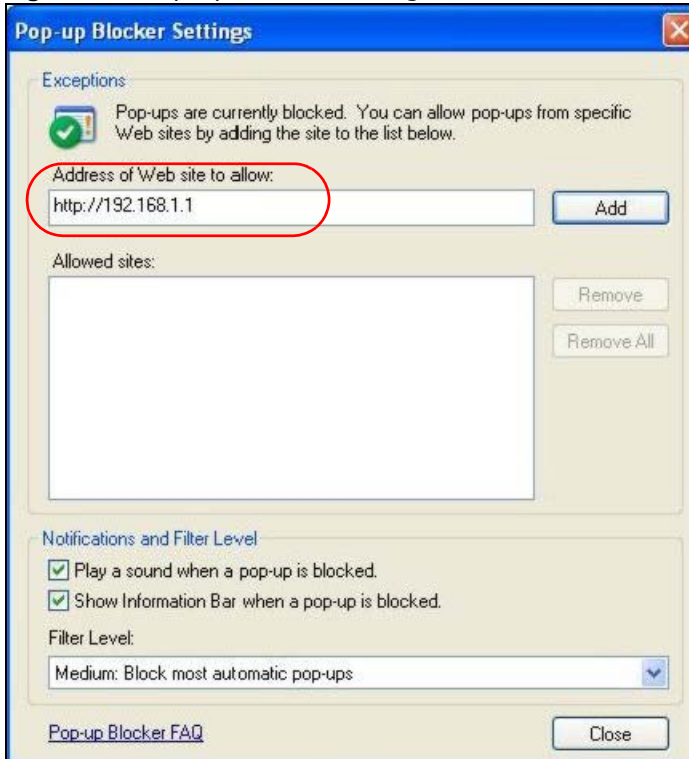 Pop-up Blocker Settings
Exceptions
Pop-ups are currently blocked. You can allow pop-ups from specific
Web sites by adding the site to the list below.
Address of Web site to allow:
http://192.168.1.1
Add
Allowed sites:
Remove
Remove All
Notifications and Filter Level
Play a sound when a pop-up is blocked.
Show Information Bar when a pop-up is blocked.
Filter Level:
Medium: Block most automatic pop-ups
Pop-up Blocker FAQ
Close